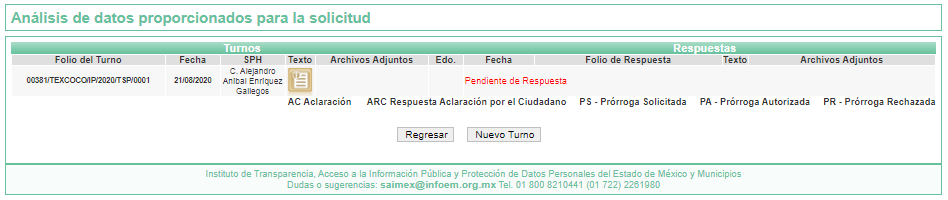 Análisis de datos proporcionados para la solicitud
Turnos Respuestas
Folio del Turno Fecha SPH Texto Archivos Adjuntos Edo. Fecha Folio de Respuesta Texto Archivos Adjuntos
00381/TEXCOCO/IP/2020/TSP/0001 21/08/2020 C. Alejandro Anibal Enriquez Gallegos Pendiente de Respuesta
AC Aclaración ARC Respuesta Aclaración por el Ciudadano PS - Prórroga Solicitada PA - Prórroga Autorizada PR - Prórroga Rechazada
Regresar Nuevo Turno
Instituto de Transparencia, Acceso a la Información Pública y Protección de Datos Personales del Estado de México y Municipios
Dudas o sugerencias: saimex@infoem.org.mx Tel. 01 800 8210441 (01 722) 2261980